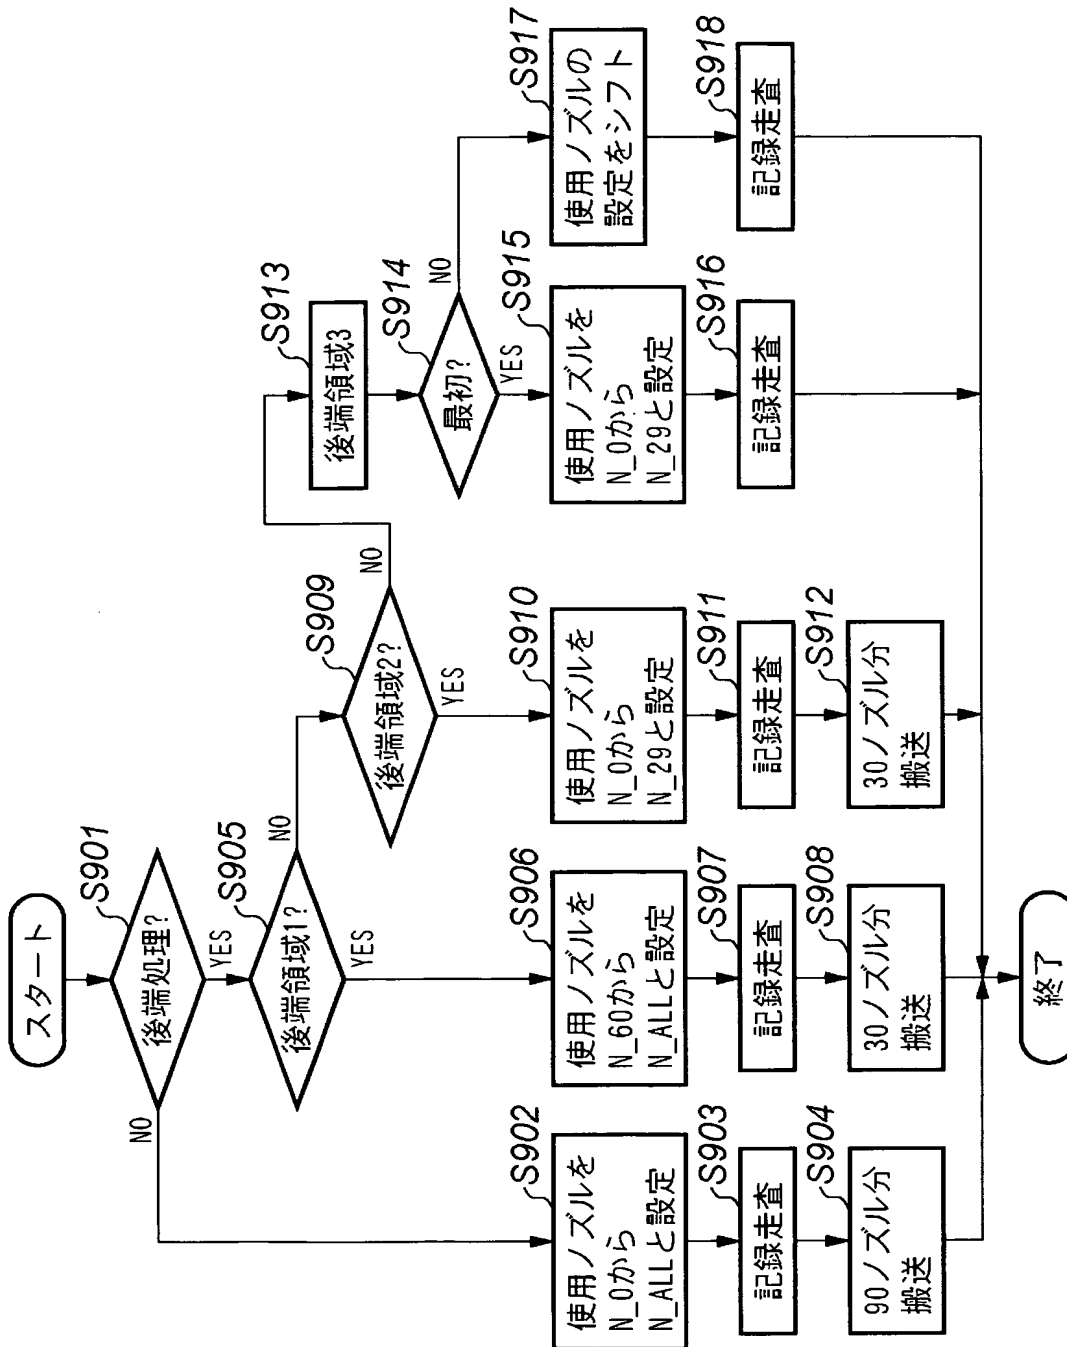 スタート
S901
後端処理?
NO
YES
S902
使用ノズルを
N_0から
N_ALLと設定
S903
記録走査
S904
90ノズル分
搬送
S905
後端領域1?
YES
NO
S906
使用ノズルを
N_60から
N_ALLと設定
S907
記録走査
S908
30ノズル分
搬送
S909
後端領域2?
YES
NO
S910
使用ノズルを
N_0から
N_29と設定
S911
記録走査
S912
30ノズル分
搬送
S913
後端領域3
S914
最初?
YES
NO
S915
使用ノズルを
N_0から
N_29と設定
S916
記録走査
S917
使用ノズルの
設定をシフト
S918
記録走査
終了